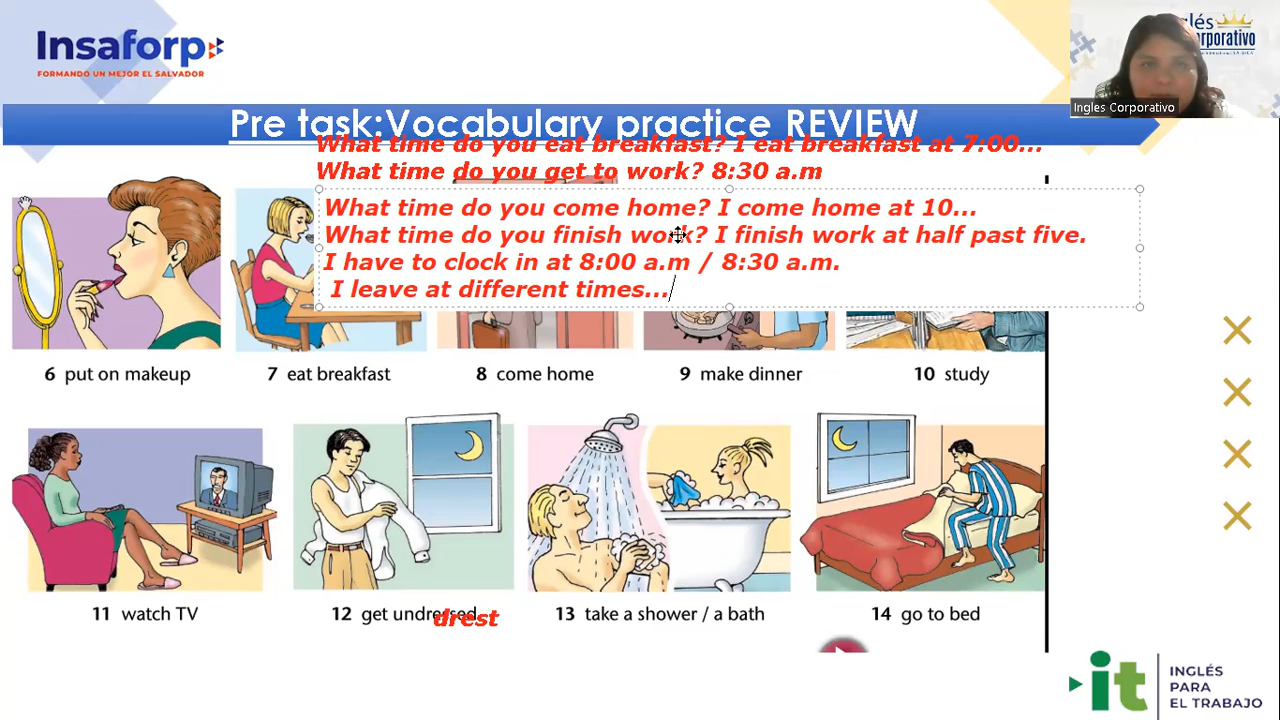 Insaforp
FORMANDO UN MEJOR EL SALVADOR
Ingles Corporativo
Pre task:Vocabulary practice REVIEW
What time do you eat breakfast? I eat breakfast at 7:00...
What time do you get to work? 8:30 a.m
What time do you come home? I come home at 10...
What time do you finish work? I finish work at half past five.
I have to clock in at 8:00 a.m / 8:30 a.m.
I leave at different times...
6 put on makeup
7 eat breakfast
8 come home
9 make dinner
10 study
11 watch TV
12 get undressed
drest
13 take a shower / a bath
14 go to bed
it
INGLÉS
PARA
EL TRABAJO